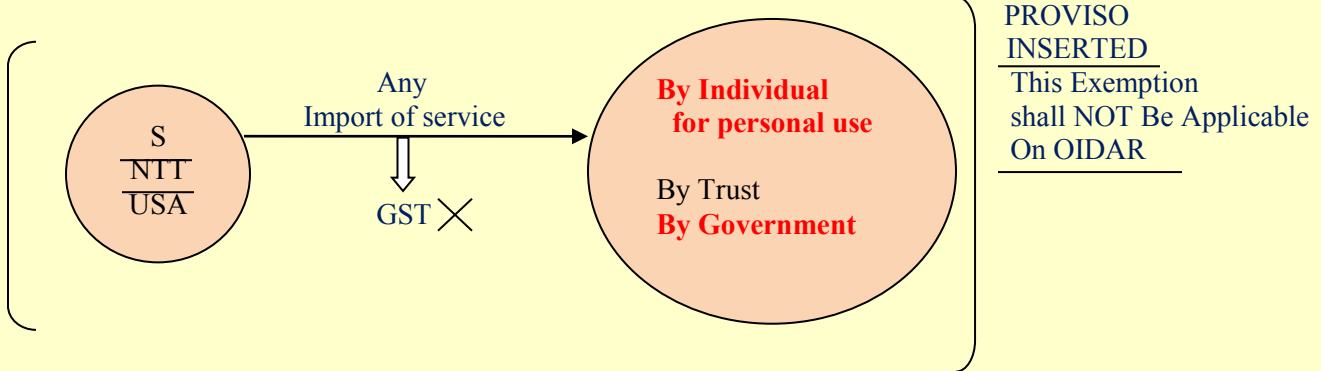 S
NTT
USA
Any
Import of service
GST
By Individual
for personal use
By Trust
By Government
PROVISO
INSERTED
This Exemption
shall NOT Be Applicable
On OIDAR